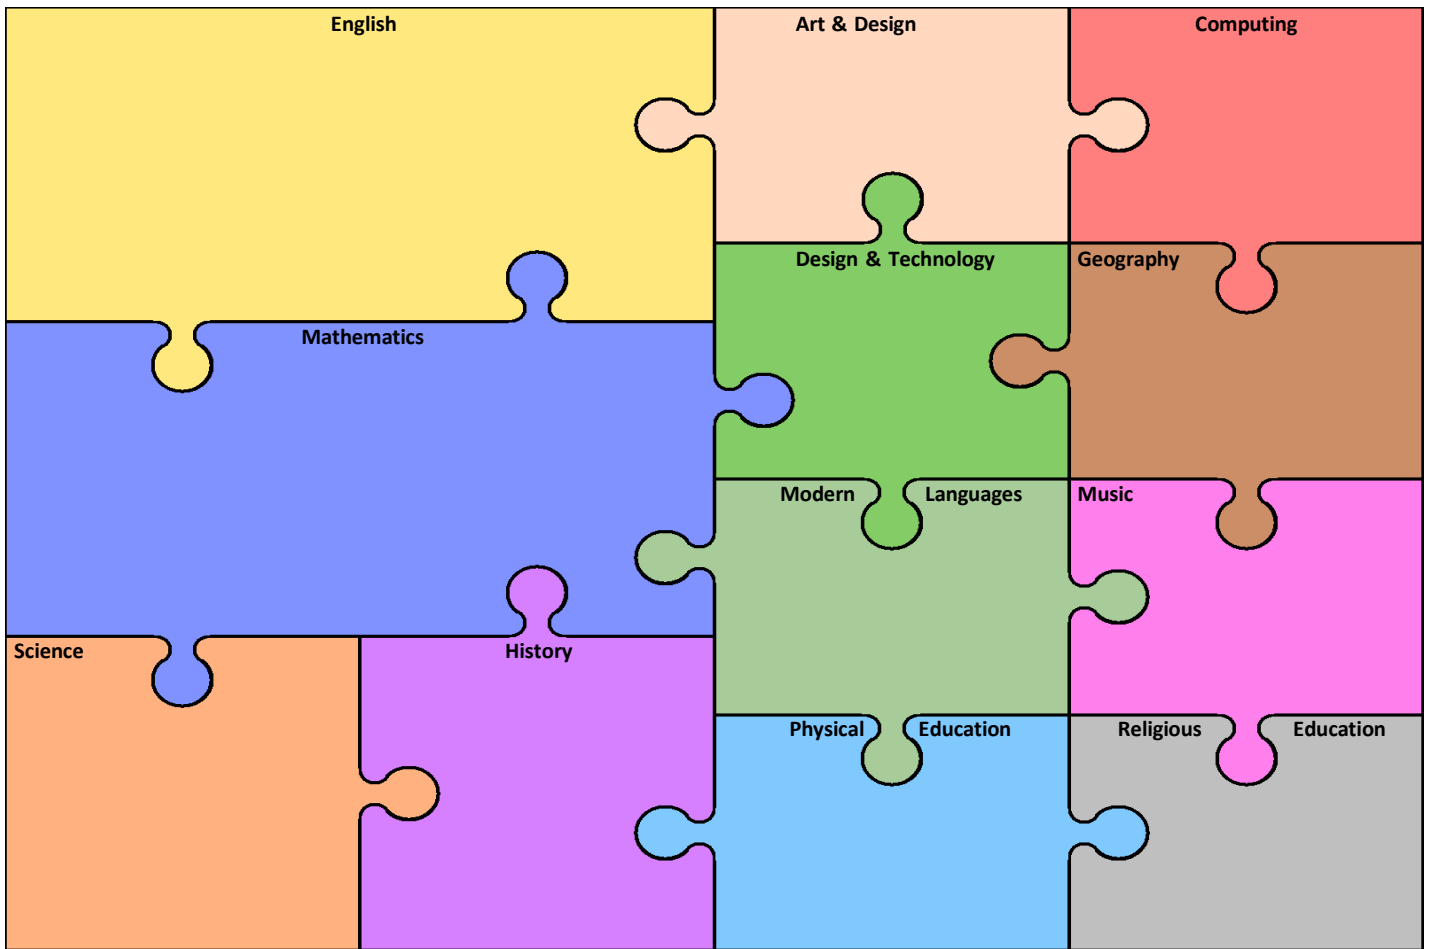 English
Art & Design
Computing
Design & Technology
Geography
Mathematics
Modern Languages
Music
Science
History
Physical Education
Religious Education